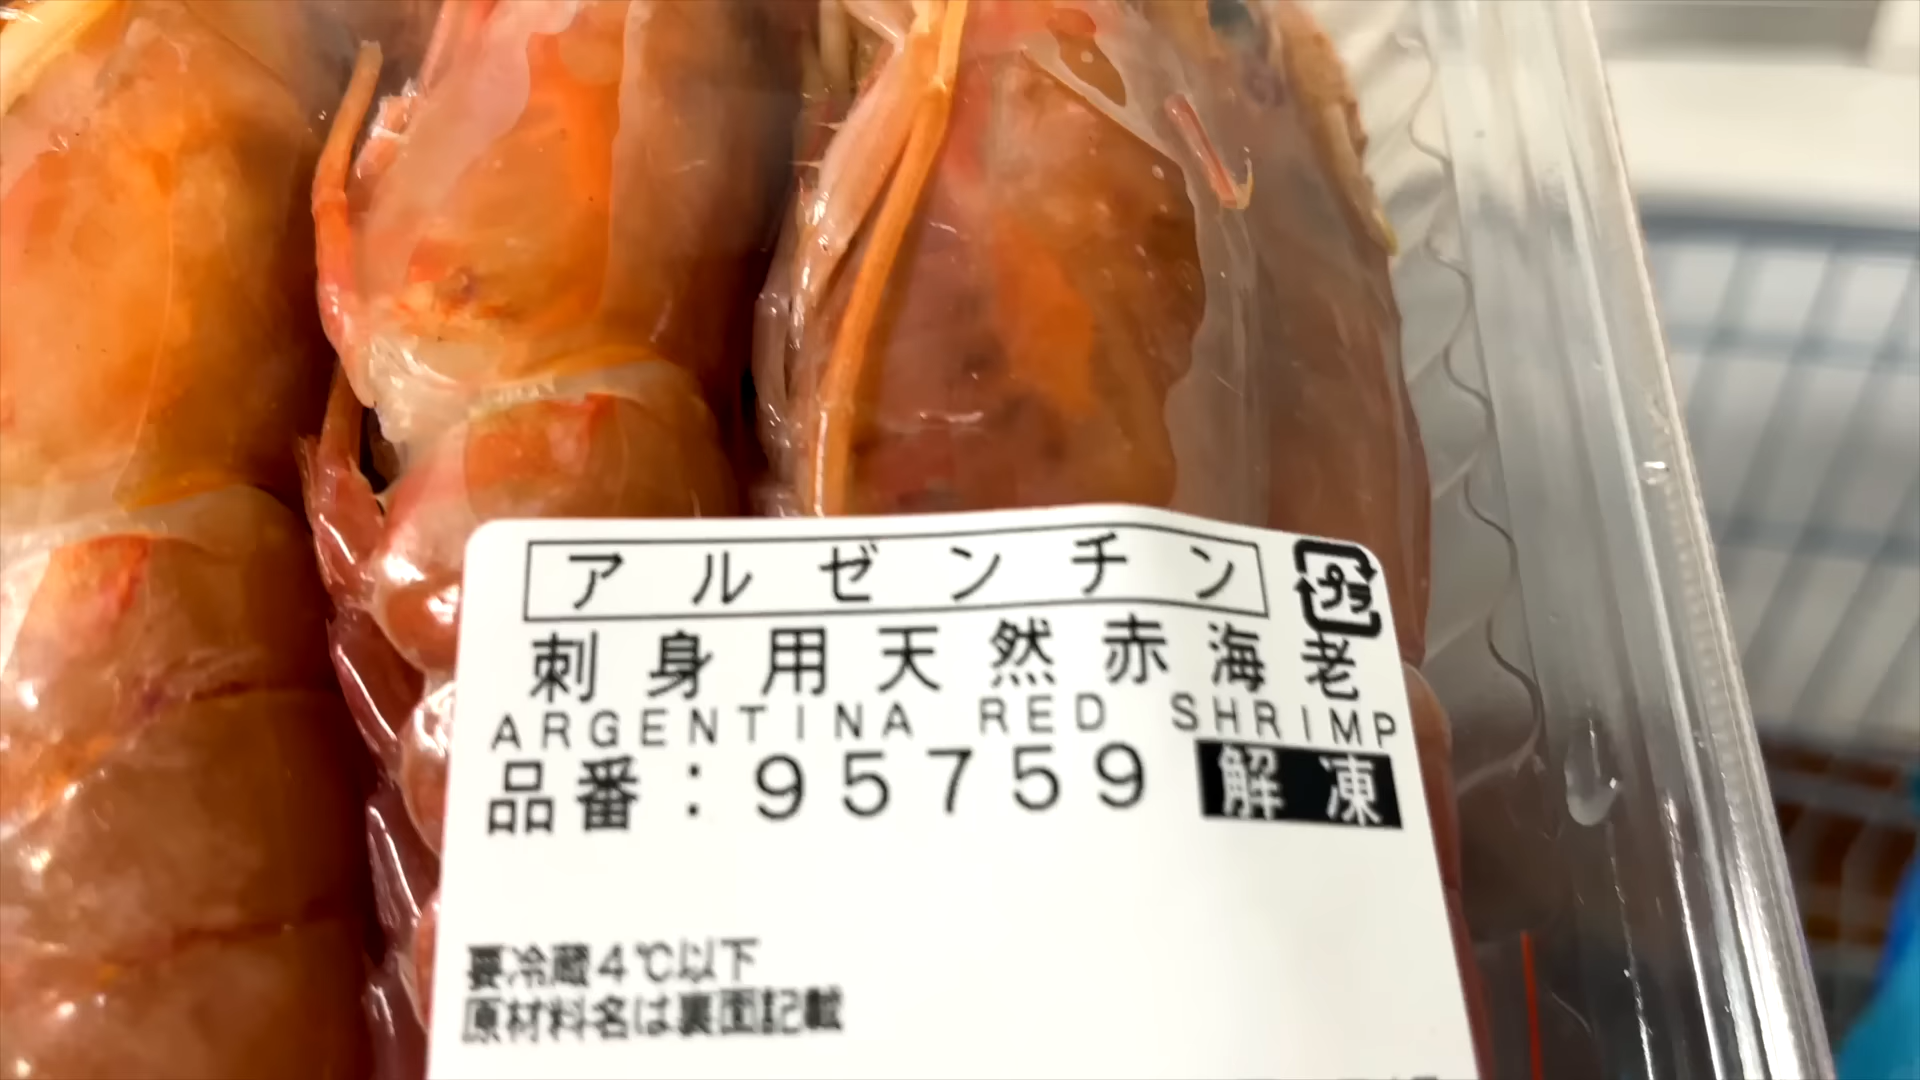 アルゼンチン
プラ
刺身用天然赤海老
ARGENTINA RED SHRIMP
品番:95759 解凍
要冷蔵4℃以下
原材料名は裏面記載